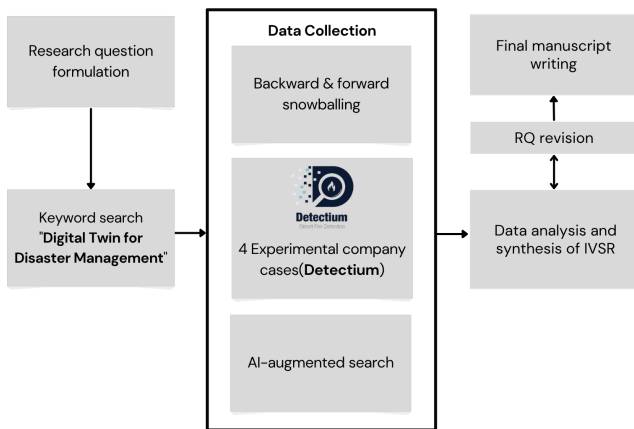 Research question
formulation
Keyword search
"Digital Twin for
Disaster Management"
Data Collection
Backward & forward
snowballing
Detectium
4 Experimental company
cases(Detectium)
AI-augmented search
Final manuscript
writing
RQ revision
Data analysis and
synthesis of IVSR